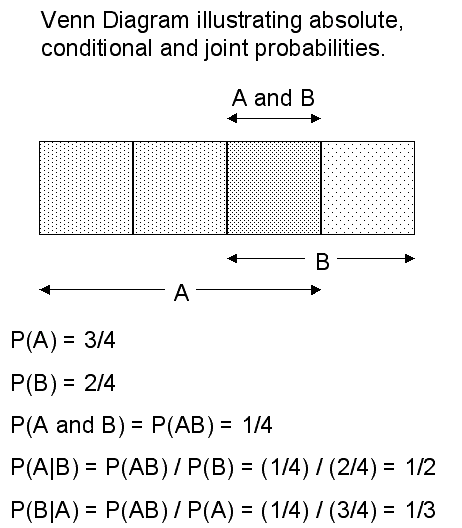 Venn Diagram illustrating absolute,
conditional and joint probabilities.
A and B
B
A
P(A) = 3/4
P(B) = 2/4
P(A and B) = P(AB) = 1/4
P(A|B) = P(AB) / P(B) = (1/4) / (2/4) = 1/2
P(B|A) = P(AB) / P(A) = (1/4) / (3/4) = 1/3